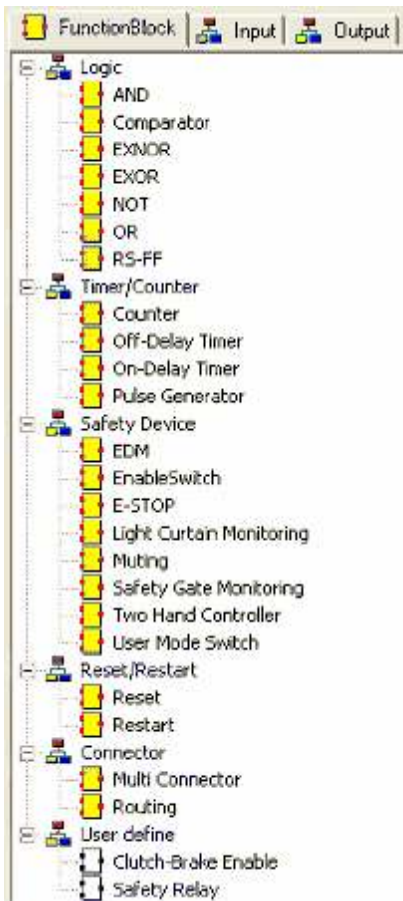 FunctionBlock Input Output
Logic
AND
Comparator
EXNOR
EXOR
NOT
OR
RS-FF
Timer/Counter
Counter
Off-Delay Timer
On-Delay Timer
Pulse Generator
Safety Device
EDM
EnableSwitch
E-STOP
Light Curtain Monitoring
Muting
Safety Gate Monitoring
Two Hand Controller
User Mode Switch
Reset/Restart
Reset
Restart
Connector
Multi Connector
Routing
User define
Clutch-Brake Enable
Safety Relay